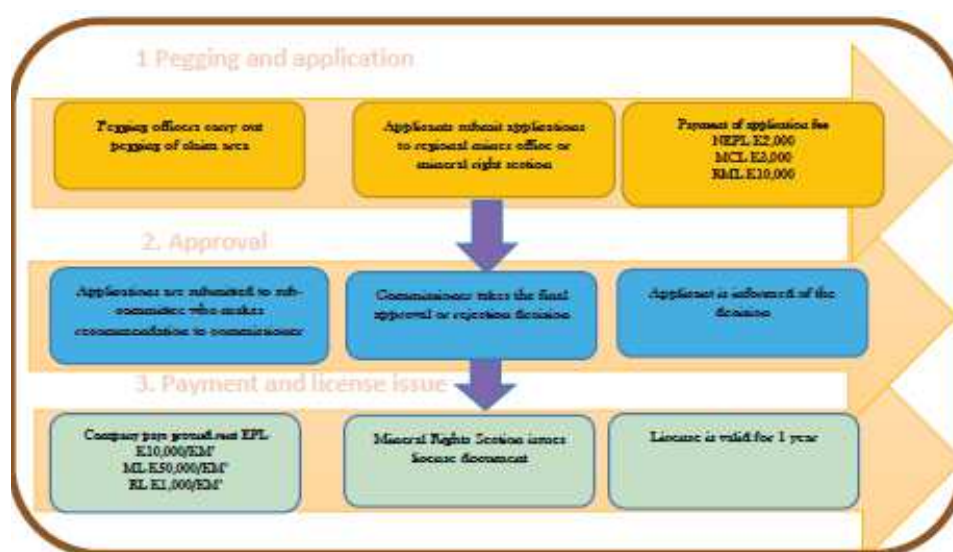 1 Pegging and application
Pegging officers carry out
pegging of claim area
Applicants submit applications
to regional mines office or
mineral right section
Payment of application fee
NEPL K2,000
MCL K3,000
RML K10,000
2. Approval
Applications are submitted to sub-
committee who makes
recommendation to commissioner
Commissioner takes the final
approval or rejection decision
Applicant is informed of the
decision
3. Payment and license issue
Company pays ground rent EPL
K10,000/KM²
ML K50,000/KM²
RL K1,000/KM²
Mineral Rights Section issues
license document
License is valid for 1 year